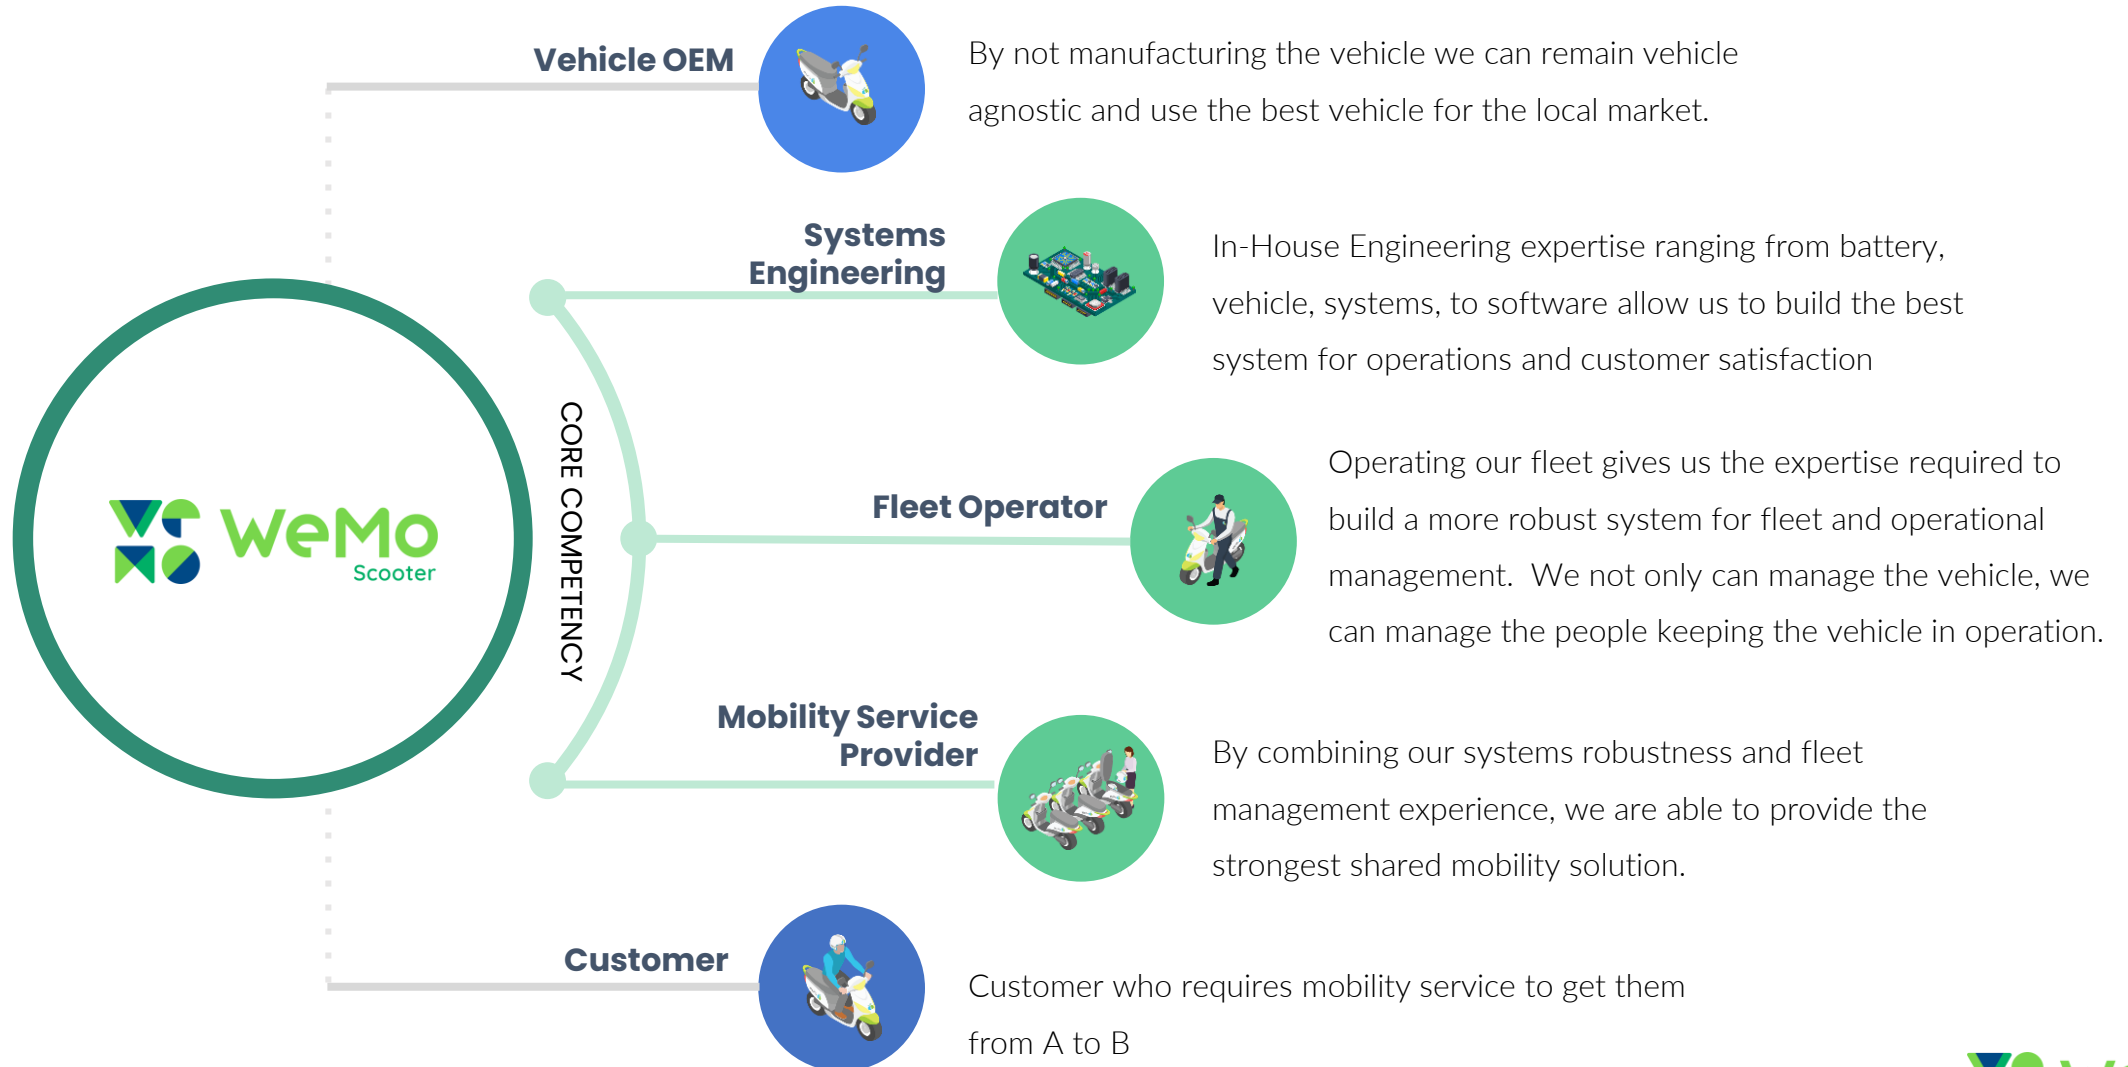 Vehicle OEM
By not manufacturing the vehicle we can remain vehicle
agnostic and use the best vehicle for the local market.
Systems
Engineering
In-House Engineering expertise ranging from battery,
vehicle, systems, to software allow us to build the best
system for operations and customer satisfaction
WeMo
Scooter
CORE COMPETENCY
Fleet Operator
Operating our fleet gives us the expertise required to
build a more robust system for fleet and operational
management.  We not only can manage the vehicle, we
can manage the people keeping the vehicle in operation.
Mobility Service
Provider
By combining our systems robustness and fleet
management experience, we are able to provide the
strongest shared mobility solution.
Customer
Customer who requires mobility service to get them
from A to B